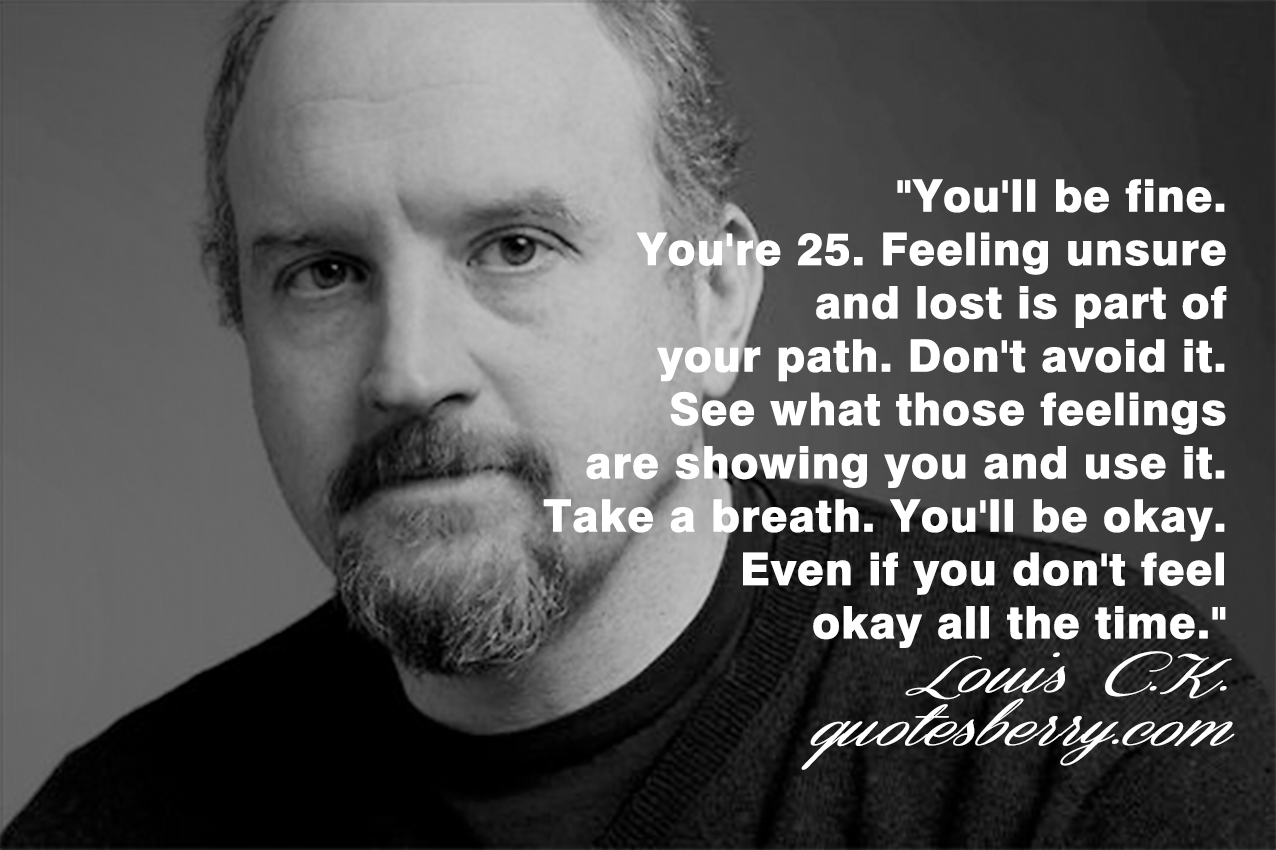 "You'll be fine.
You're 25. Feeling unsure
and lost is part of
your path. Don't avoid it.
See what those feelings
are showing you and use it.
Take a breath. You'll be okay.
Even if you don't feel
okay all the time."
Louis C.K.
quotesberry.com